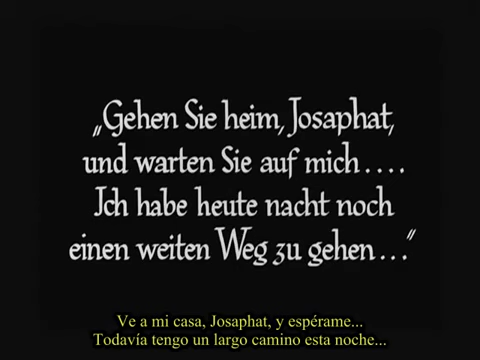 „Gehen Sie heim, Josaphat,
und warten Sie auf mich....
Ich habe heute nacht noch
einen weiten Weg zu gehen...“
Ve a mi casa, Josaphat, y espérame...
Todavía tengo un largo camino esta noche...